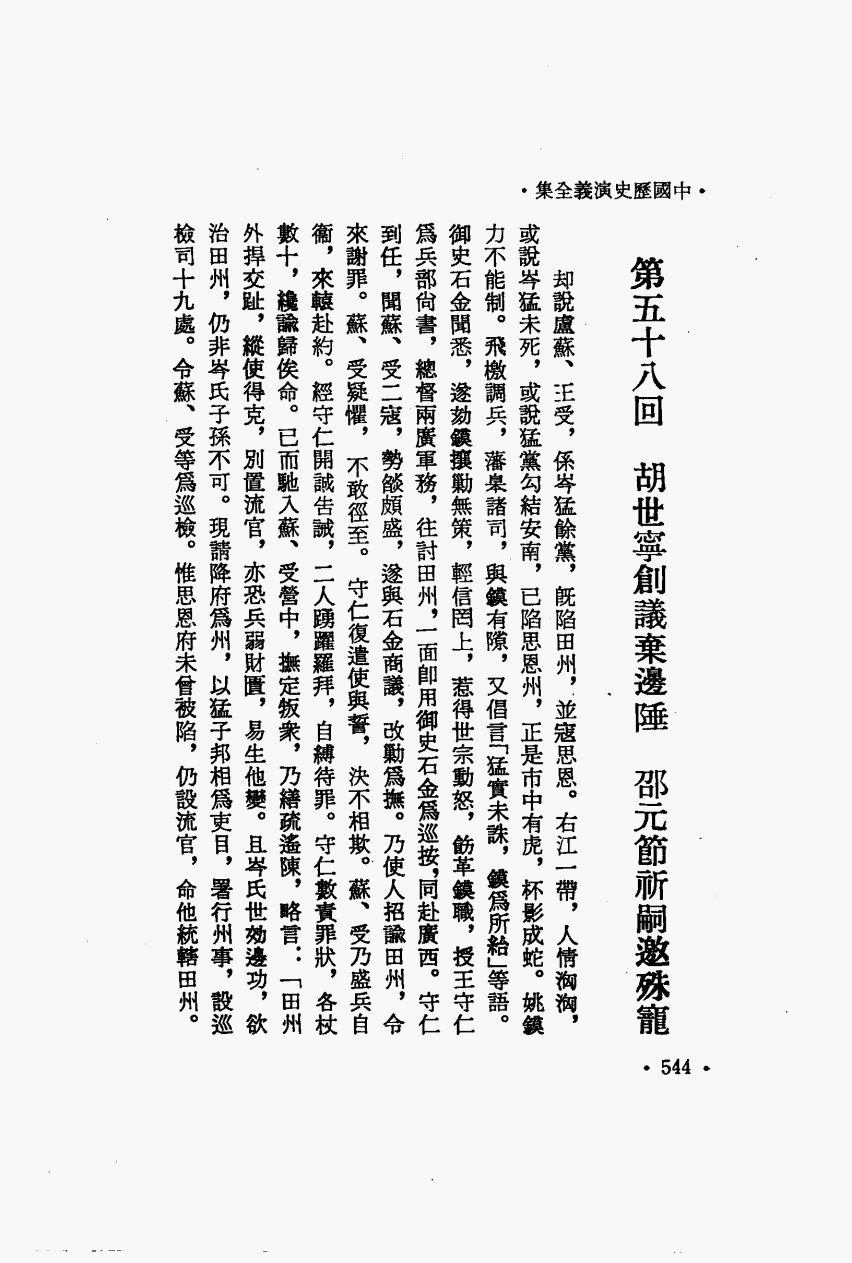 ·中國歷史演義全集·
第五十八回　胡世寧創議棄邊陲　邵元節祈嗣邀殊寵
却說盧蘇、王受，係岑猛餘黨，旣陷田州，並寇思恩。右江一帶，人情洶洶，
或說岑猛未死，或說猛黨勾結安南，已陷思恩州，正是市中有虎，杯影成蛇。姚鏌
力不能制。飛檄調兵，藩臬諸司，與鏌有隙，又倡言「猛實未誅，鏌爲所給」等語。
御史石金聞悉，遂劾鏌攘勦無策，輕信罔上，惹得世宗動怒，飭革鏌職，授王守仁
爲兵部尙書，總督兩廣軍務，往討田州，一面卽用御史石金爲巡按，同赴廣西。守仁
到任，聞蘇、受二寇，勢燄頗盛，遂與石金商議，改勦爲撫。乃使人招諭田州，令
來謝罪。蘇、受疑懼，不敢徑至。守仁復遣使與誓，決不相欺。蘇、受乃盛兵自
衞，來轅赴約。經守仁開誠告誡，二人踴躍羅拜，自縛待罪。守仁數責罪狀，各杖
數十，纔諭歸俟命。已而馳入蘇、受營中，撫定叛衆，乃繕疏遙陳，略言：「田州
外捍交趾，縱使得克，別置流官，亦恐兵弱財匱，易生他變。且岑氏世効邊功，欲
治田州，仍非岑氏子孫不可。現請降府爲州，以猛子邦相爲吏目，署行州事，設巡
檢司十九處。令蘇、受等爲巡檢。惟思恩府未曾被陷，仍設流官，命他統轄田州。
·544·